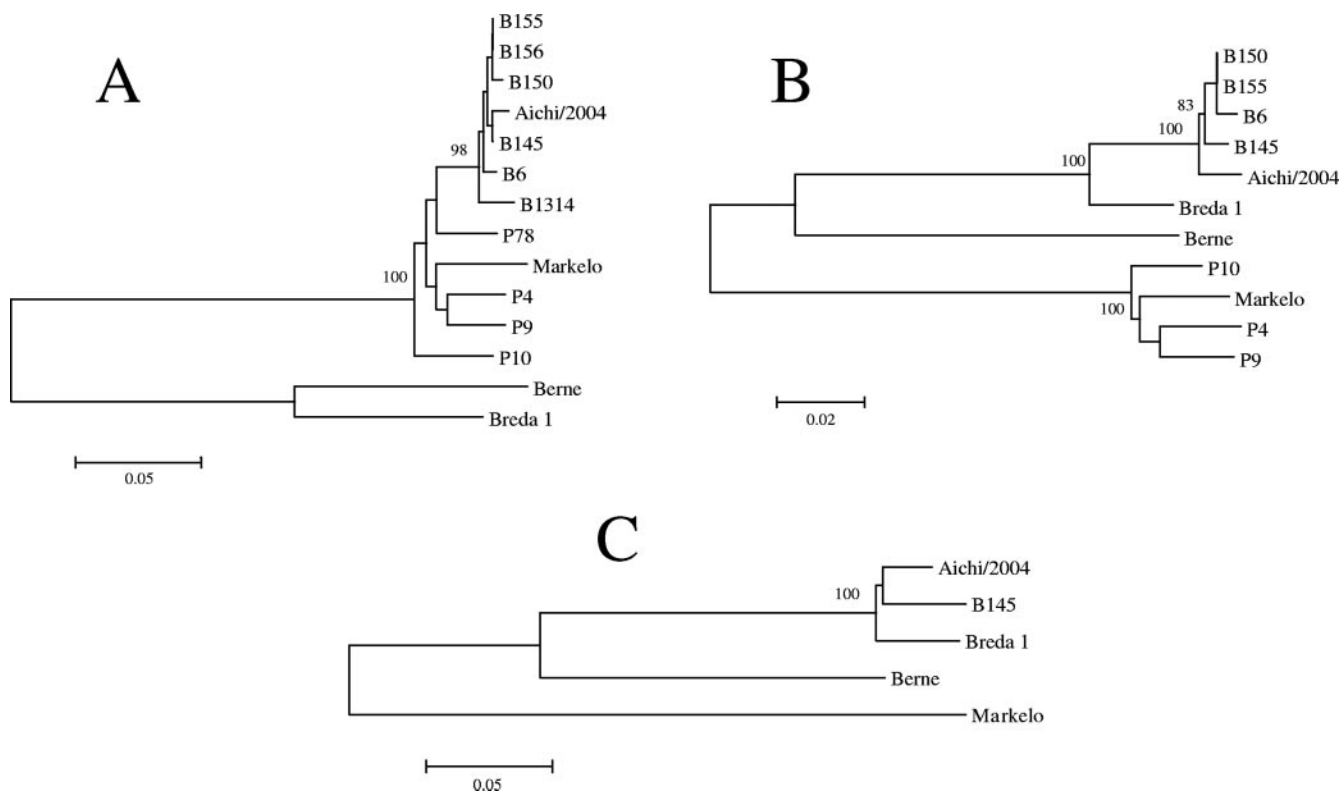 A
B155
B156
B150
Aichi/2004
B145
98
B6
B1314
P78
Markelo
100
P4
P9
P10
Berne
Breda 1
0.05
B
B150
B155
83
B6
100
B145
100
Aichi/2004
Breda 1
Berne
P10
Markelo
100
P4
P9
0.02
C
Aichi/2004
100
B145
Breda 1
Berne
Markelo
0.05